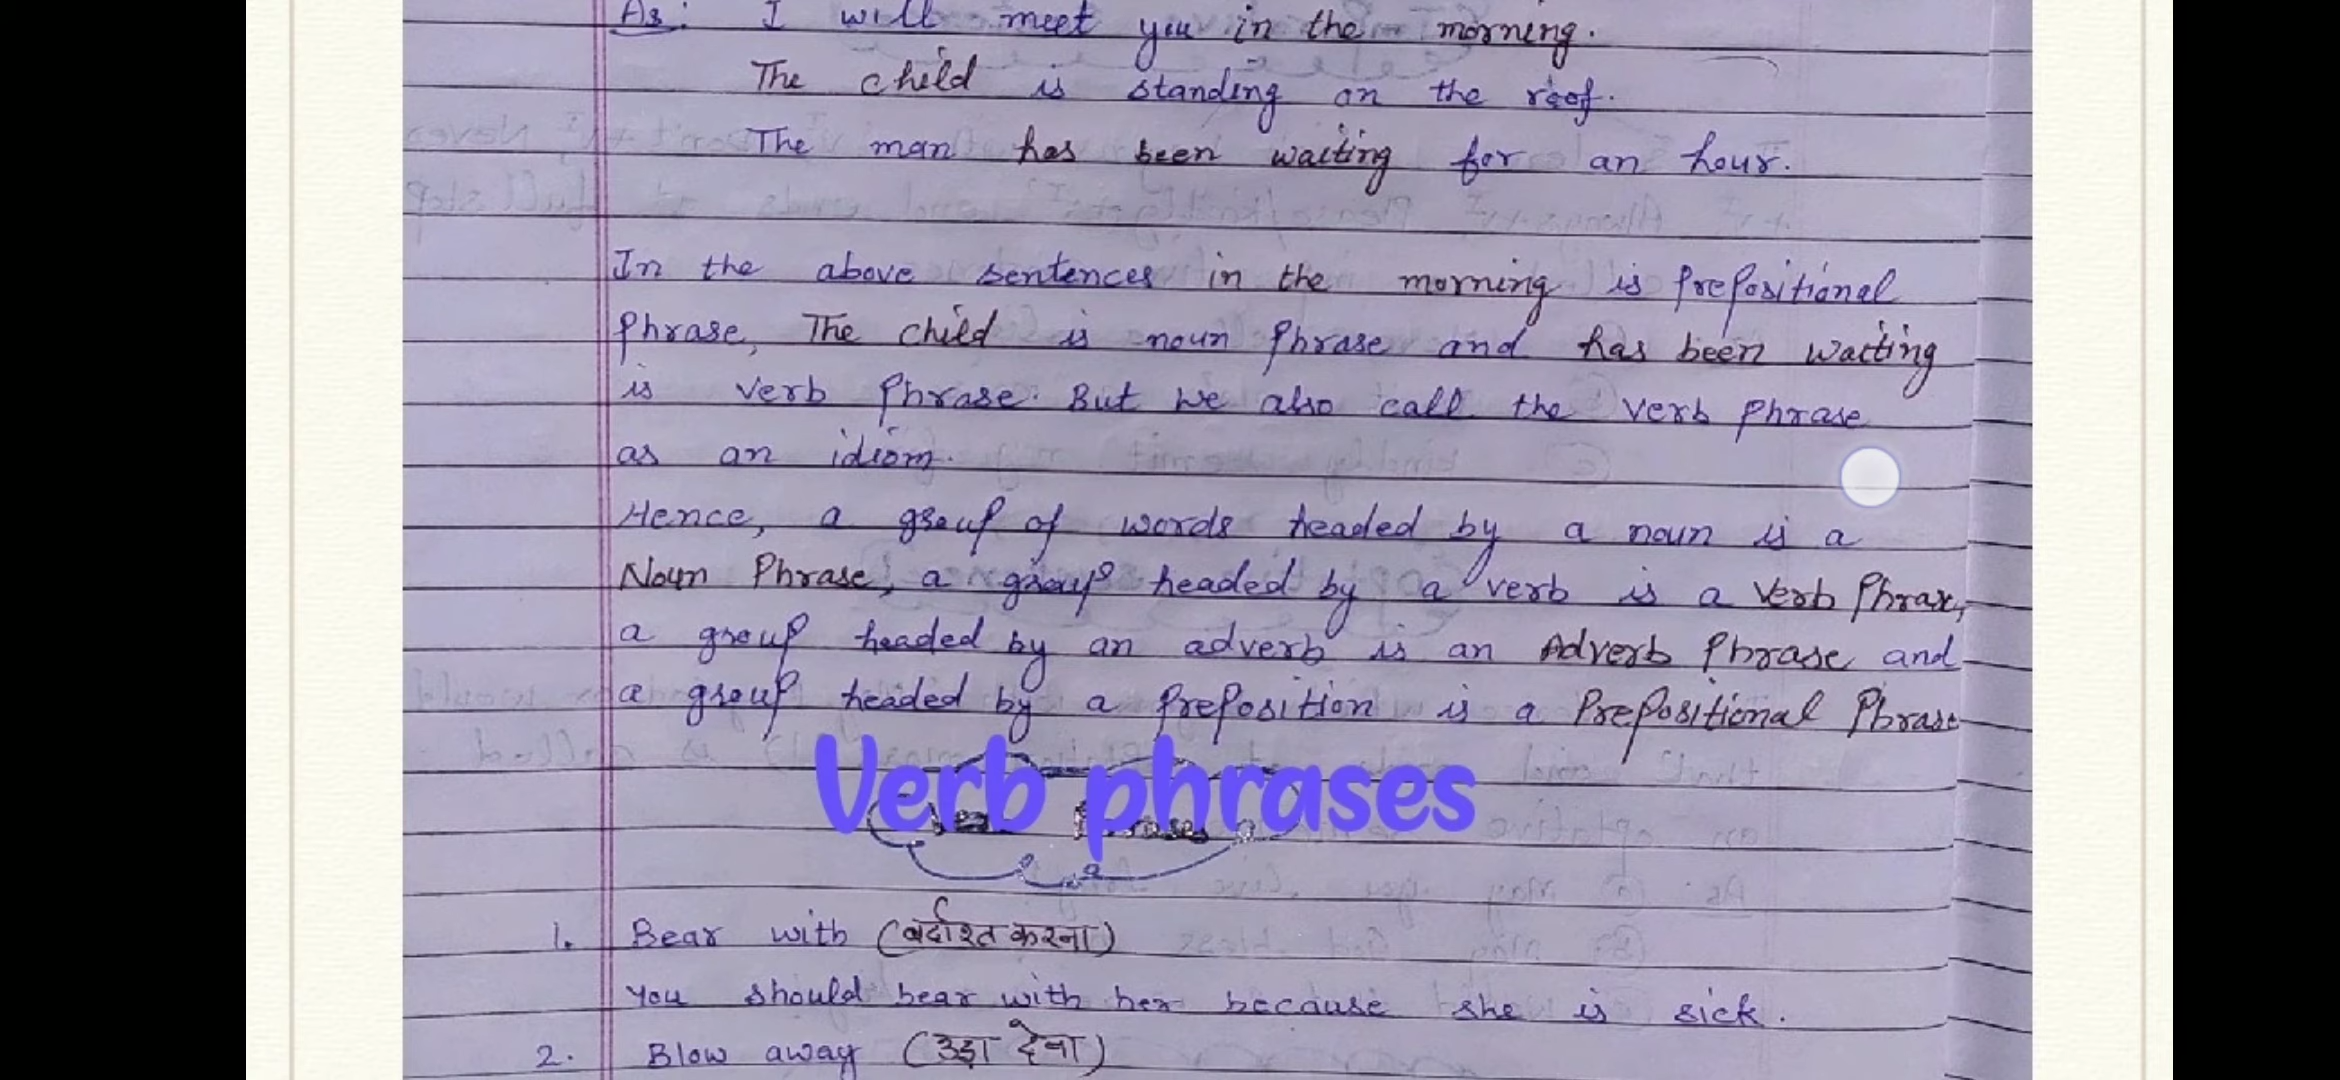 As: I will meet you in the morning.
The child is standing on the roof.
The man has been waiting for an hour.
In the above sentences in the morning is prepositional
phrase, The child is noun phrase and has been waiting
is verb phrase. But we also call the verb phrase
as an idiom.
Hence, a group of words headed by a noun is a
Noun Phrase, a group headed by a verb is a Verb Phrase,
a group headed by an adverb is an Adverb Phrase and
a group headed by a preposition is a Prepositional Phrase
Verb phrases
1. Bear with (बर्दाश्त करना)
You should bear with her because she is sick.
2. Blow away (उड़ा देना)